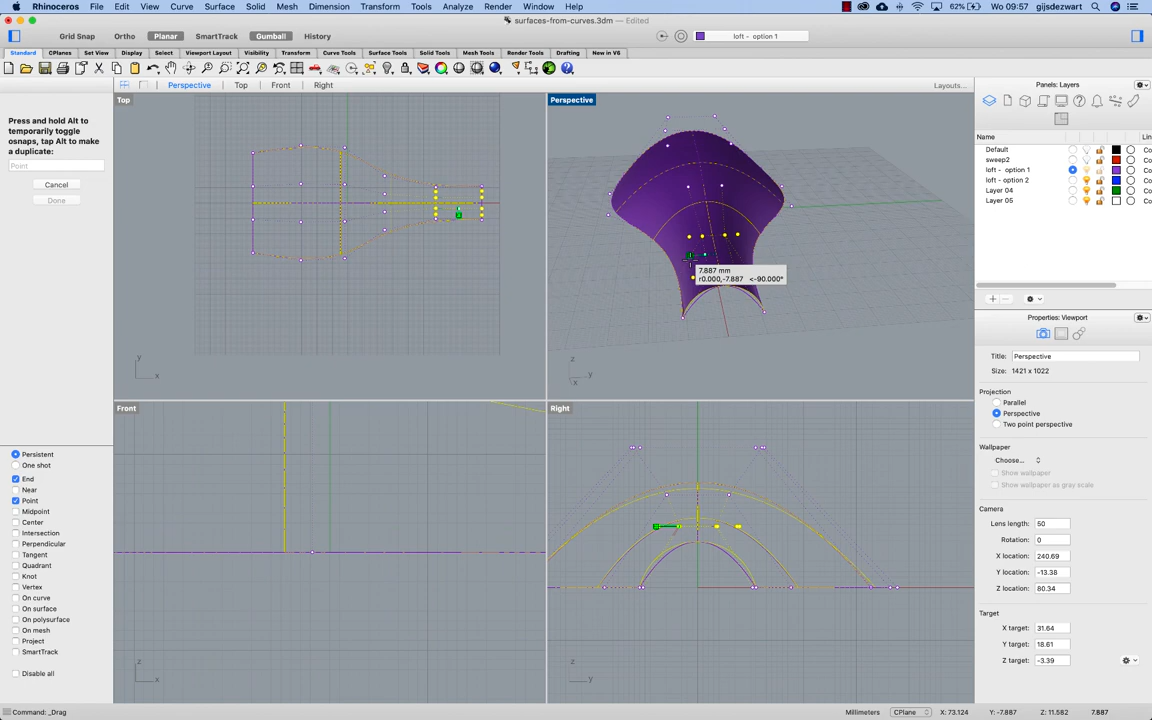 Rhinoceros File Edit View Curve Surface Solid Mesh Dimension Transform Tools Analyze Render Window Help 62% Wo 09:57 gijsdezwart
surfaces-from-curves.3dm — Edited
Grid Snap Ortho Planar SmartTrack Gumball History loft - option 1
Standard CPlanes Set View Display Select Viewport Layout Visibility Transform Curve Tools Surface Tools Solid Tools Mesh Tools Render Tools Drafting New in V6
Perspective Top Front Right Layouts... Panels: Layers
Press and hold Alt to
temporarily toggle
osnaps, tap Alt to make
a duplicate:
Point
Cancel
Done
Persistent
One shot
End
Near
Point
Midpoint
Center
Intersection
Perpendicular
Tangent
Quadrant
Knot
Vertex
On curve
On surface
On polysurface
On mesh
Project
SmartTrack
Disable all
Top
y
x
Perspective
7.887 mm
r0.000,-7.887 <-90.000°
z
y
x
Front
z
x
Right
z
y
Name Lin
Default Co
sweep2 Co
loft - option 1 Co
loft - option 2 Co
Layer 04 Co
Layer 05 Co
Properties: Viewport
Title: Perspective
Size: 1421 x 1022
Projection
Parallel
Perspective
Two point perspective
Wallpaper
Choose...
Show wallpaper
Show wallpaper as gray scale
Camera
Lens length: 50
Rotation: 0
X location: 240.69
Y location: -13.38
Z location: 80.34
Target
X target: 31.64
Y target: 18.61
Z target: -3.39
Command: _Drag Millimeters CPlane X: 73.124 Y: -7.887 Z: 11.582 7.887